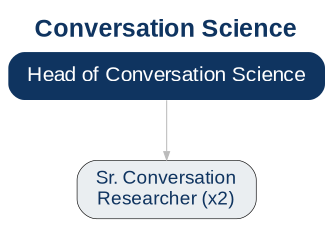 Conversation Science
Head of Conversation Science
Sr. Conversation
Researcher (x2)